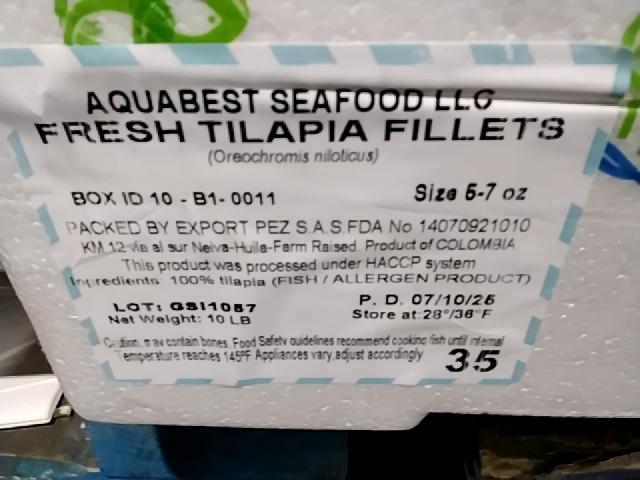 AQUABEST SEAFOOD LLC
FRESH TILAPIA FILLETS
(Oreochromis niloticus)
BOX ID 10 - B1- 0011
Size 5-7 oz
PACKED BY EXPORT PEZ S.A.S.FDA No 14070921010
KM 12 via al sur Neiva-Huila-Farm Raised. Product of COLOMBIA
This product was processed under HACCP system
Ingredients: 100% tilapia (FISH / ALLERGEN PRODUCT)
LOT: GSI1087
P. D. 07/10/25
Net Weight: 10 LB
Store at:28°/36°F
Caution, may contain bones. Food Safety guidelines recommend cooking fish until internal
Temperature reaches 145ºF Appliances vary,adjust accordingly
35